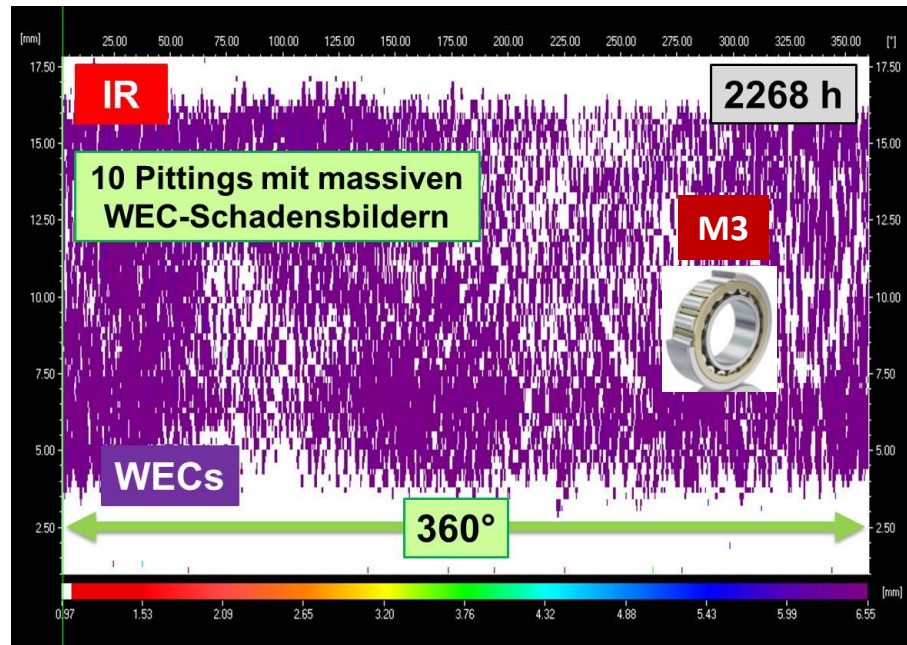 [mm] 25.00 50.00 75.00 100.00 125.00 150.00 175.00 200.00 225.00 250.00 275.00 300.00 325.00 350.00 [°]
17.50 17.50
IR
2268 h
15.00 15.00
10 Pittings mit massiven
WEC-Schadensbildern
12.50 12.50
M3
10.00 10.00
7.50 7.50
5.00 5.00
WECs
360°
2.50 2.50
[mm]
0.97 1.53 2.09 2.65 3.20 3.76 4.32 4.88 5.43 5.99 6.55